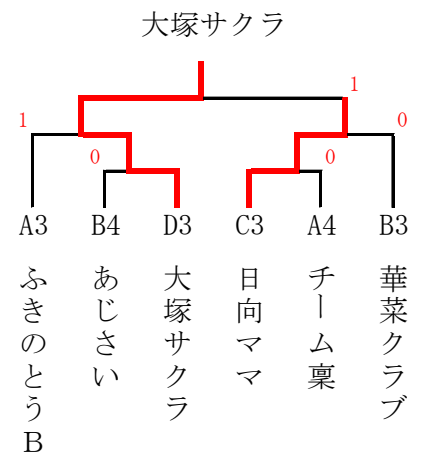 大塚サクラ
1
1
0
0
0
A3 B4 D3 C3 A4 B3
ふきのとうB
あじさい
大塚サクラ
日向ママ
チーム稟
華菜クラブ